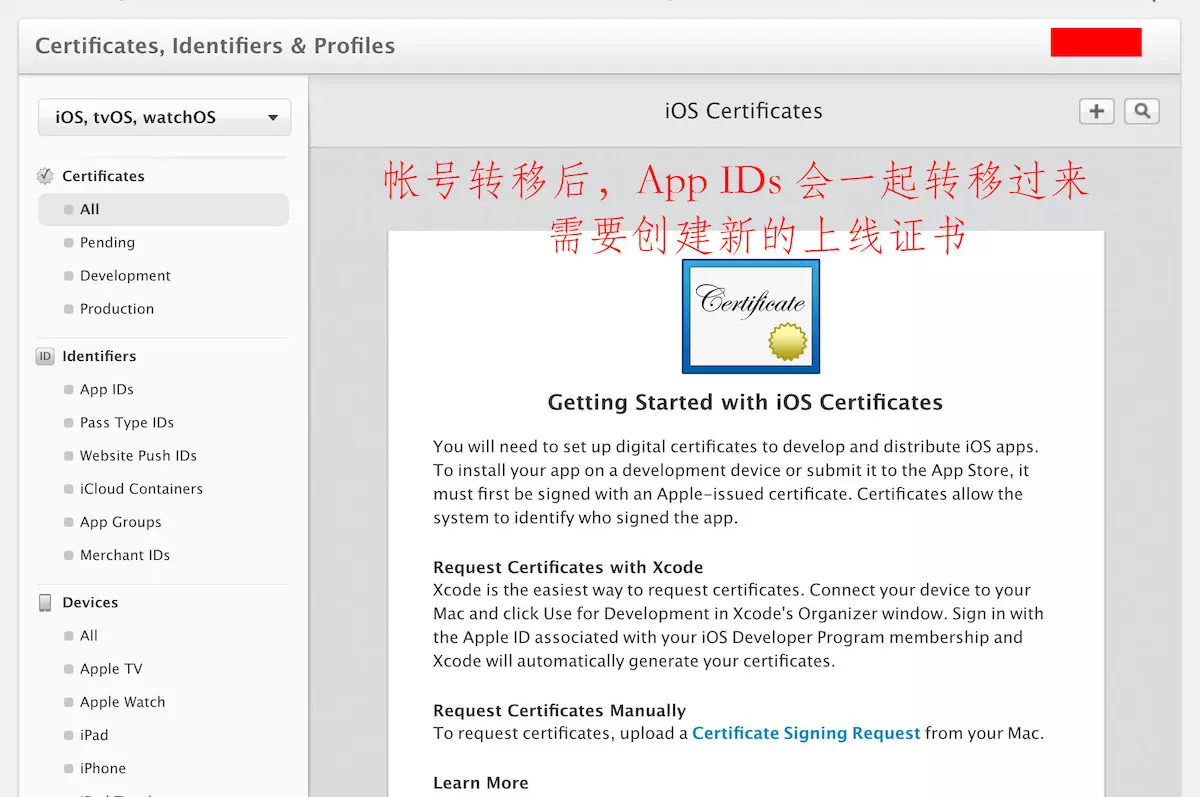 Certificates, Identifiers & Profiles
iOS, tvOS, watchOS
Certificates
All
Pending
Development
Production
ID Identifiers
App IDs
Pass Type IDs
Website Push IDs
iCloud Containers
App Groups
Merchant IDs
Devices
All
Apple TV
Apple Watch
iPad
iPhone
iOS Certificates
帐号转移后，App IDs 会一起转移过来
需要创建新的上线证书
Certificate
Getting Started with iOS Certificates
You will need to set up digital certificates to develop and distribute iOS apps.
To install your app on a development device or submit it to the App Store, it
must first be signed with an Apple-issued certificate. Certificates allow the
system to identify who signed the app.
Request Certificates with Xcode
Xcode is the easiest way to request certificates. Connect your device to your
Mac and click Use for Development in Xcode's Organizer window. Sign in with
the Apple ID associated with your iOS Developer Program membership and
Xcode will automatically generate your certificates.
Request Certificates Manually
To request certificates, upload a Certificate Signing Request from your Mac.
Learn More